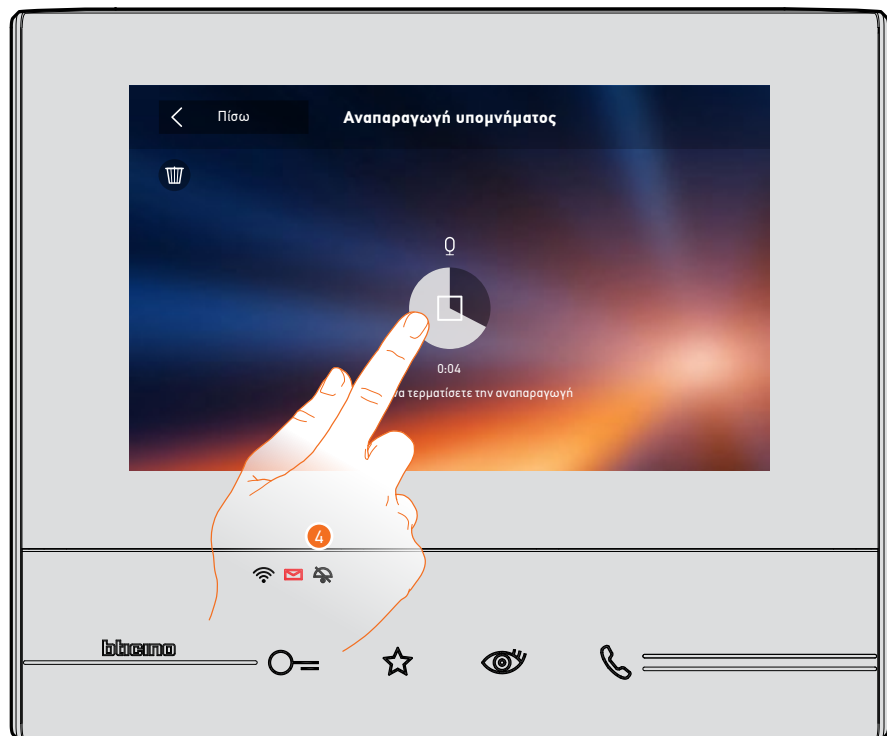 Πίσω
Αναπαραγωγή υπομνήματος
0:04
να τερματίσετε την αναπαραγωγή
4
bticino